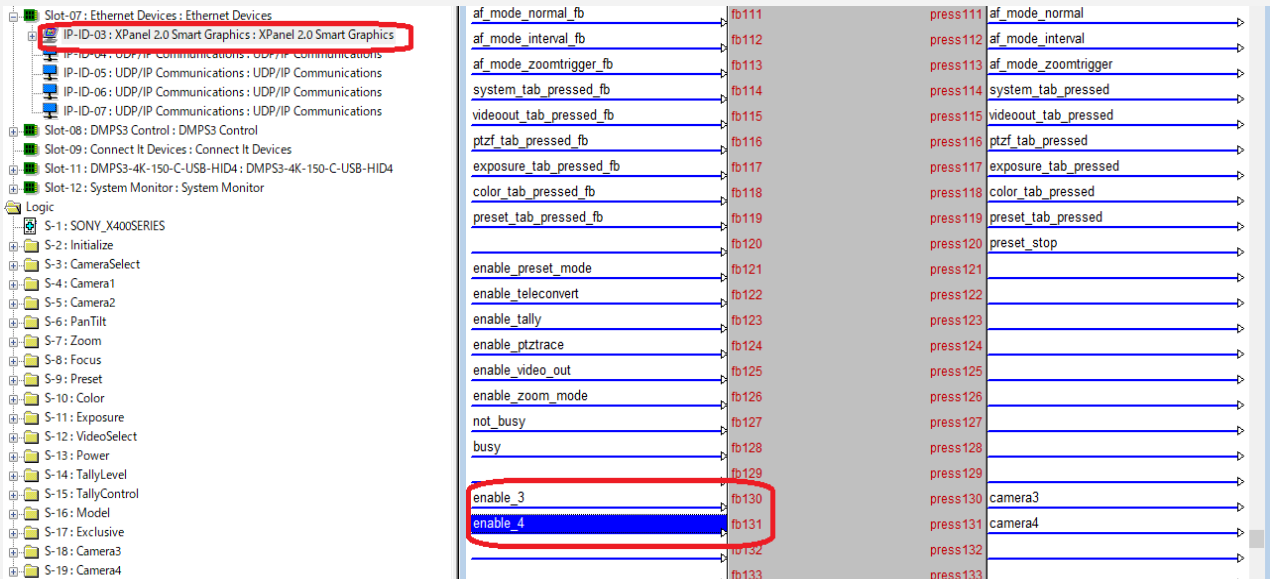 Slot-07 : Ethernet Devices : Ethernet Devices
IP-ID-03 : XPanel 2.0 Smart Graphics : XPanel 2.0 Smart Graphics
IP-ID-04 : UDP/IP Communications : UDP/IP Communications
IP-ID-05 : UDP/IP Communications : UDP/IP Communications
IP-ID-06 : UDP/IP Communications : UDP/IP Communications
IP-ID-07 : UDP/IP Communications : UDP/IP Communications
Slot-08 : DMPS3 Control : DMPS3 Control
Slot-09 : Connect It Devices : Connect It Devices
Slot-11 : DMPS3-4K-150-C-USB-HID4 : DMPS3-4K-150-C-USB-HID4
Slot-12 : System Monitor : System Monitor
Logic
S-1 : SONY_X400SERIES
S-2 : Initialize
S-3 : CameraSelect
S-4 : Camera1
S-5 : Camera2
S-6 : PanTilt
S-7 : Zoom
S-8 : Focus
S-9 : Preset
S-10 : Color
S-11 : Exposure
S-12 : VideoSelect
S-13 : Power
S-14 : TallyLevel
S-15 : TallyControl
S-16 : Model
S-17 : Exclusive
S-18 : Camera3
S-19 : Camera4
af_mode_normal_fb fb111 press111 af_mode_normal
af_mode_interval_fb fb112 press112 af_mode_interval
af_mode_zoomtrigger_fb fb113 press113 af_mode_zoomtrigger
system_tab_pressed_fb fb114 press114 system_tab_pressed
videoout_tab_pressed_fb fb115 press115 videoout_tab_pressed
ptzf_tab_pressed_fb fb116 press116 ptzf_tab_pressed
exposure_tab_pressed_fb fb117 press117 exposure_tab_pressed
color_tab_pressed_fb fb118 press118 color_tab_pressed
preset_tab_pressed_fb fb119 press119 preset_tab_pressed
fb120 press120 preset_stop
enable_preset_mode fb121 press121
enable_teleconvert fb122 press122
enable_tally fb123 press123
enable_ptztrace fb124 press124
enable_video_out fb125 press125
enable_zoom_mode fb126 press126
not_busy fb127 press127
busy fb128 press128
fb129 press129
enable_3 fb130 press130 camera3
enable_4 fb131 press131 camera4
fb132 press132
fb133 press133